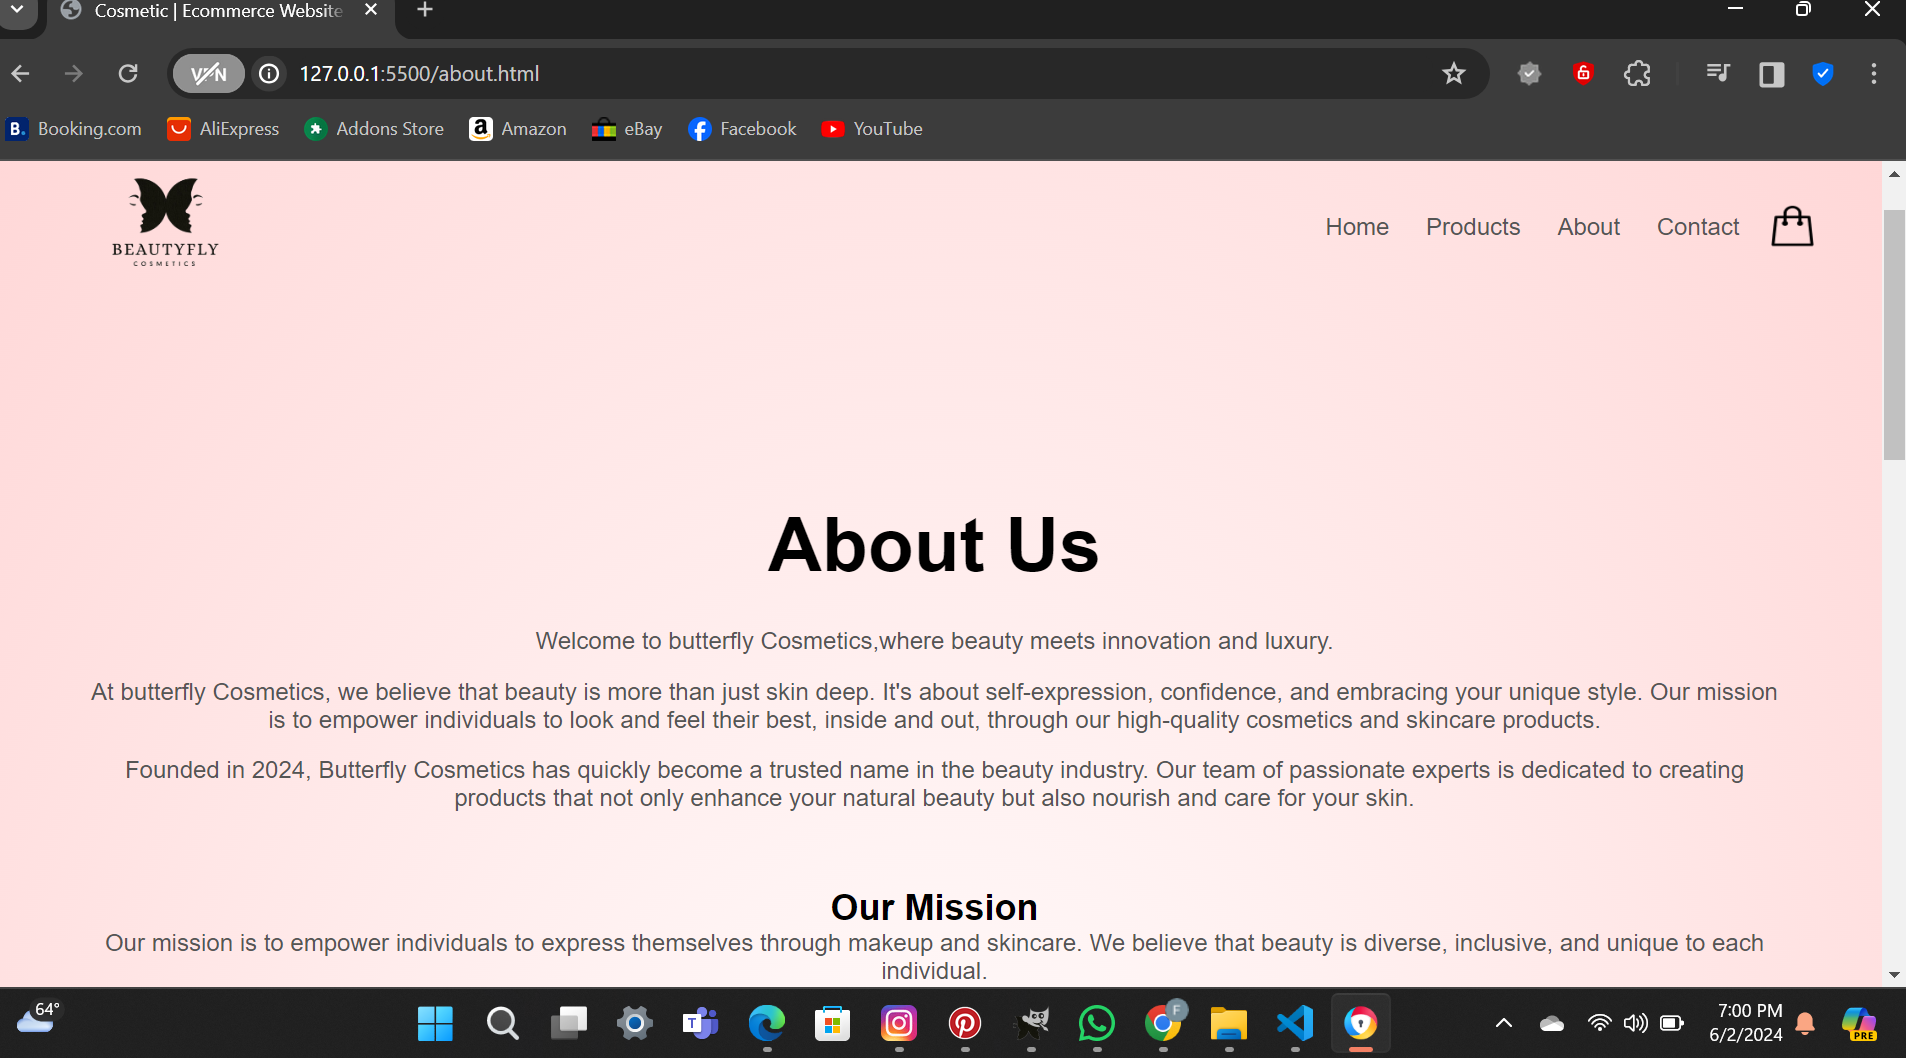 Cosmetic | Ecommerce Website
VPN
127.0.0.1:5500/about.html
B. Booking.com AliExpress Addons Store a Amazon eBay Facebook YouTube
BEAUTYFLY
COSMETICS
Home Products About Contact
About Us
Welcome to butterfly Cosmetics,where beauty meets innovation and luxury.
At butterfly Cosmetics, we believe that beauty is more than just skin deep. It's about self-expression, confidence, and embracing your unique style. Our mission
is to empower individuals to look and feel their best, inside and out, through our high-quality cosmetics and skincare products.
Founded in 2024, Butterfly Cosmetics has quickly become a trusted name in the beauty industry. Our team of passionate experts is dedicated to creating
products that not only enhance your natural beauty but also nourish and care for your skin.
Our Mission
Our mission is to empower individuals to express themselves through makeup and skincare. We believe that beauty is diverse, inclusive, and unique to each
individual.
64°
T
F
7:00 PM
6/2/2024
PRE